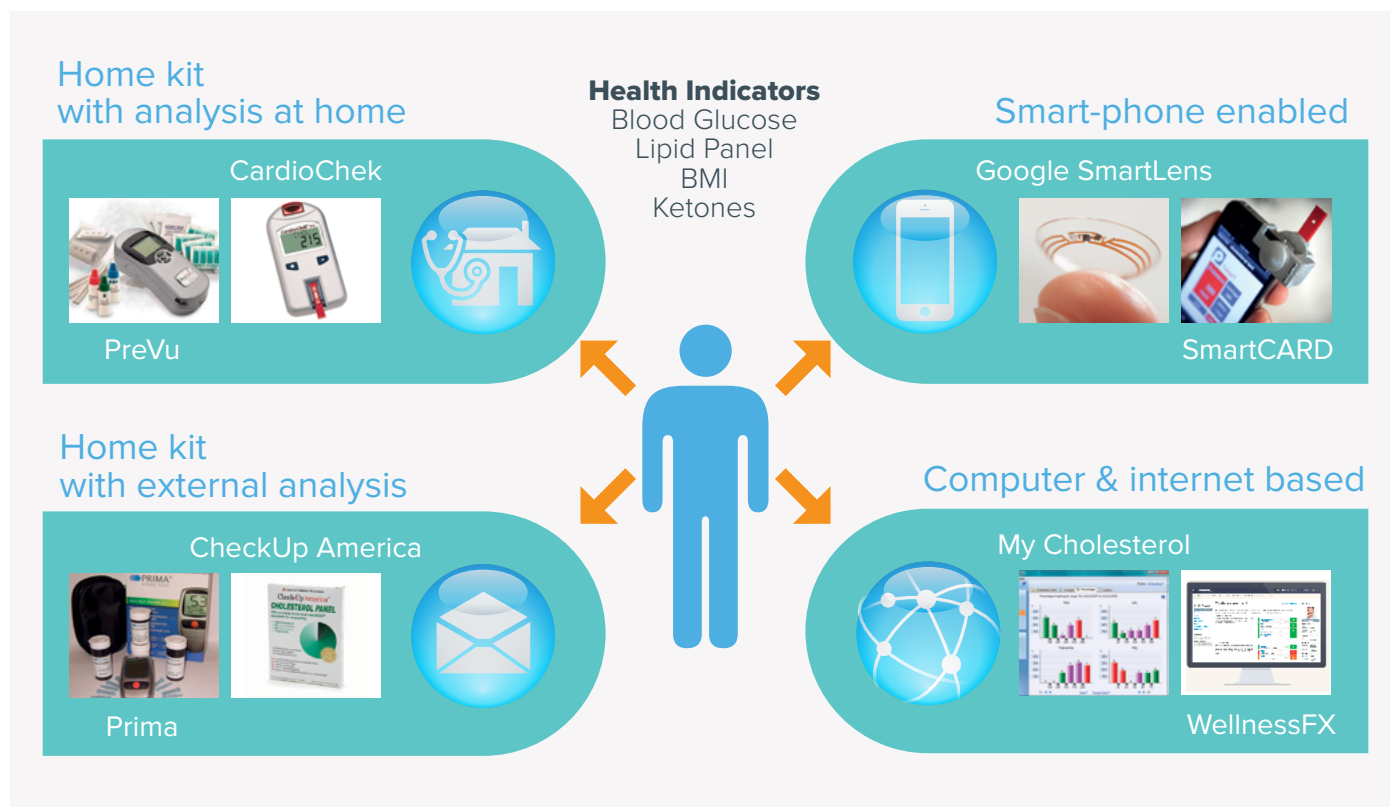 Home kit
with analysis at home
CardioChek
215
PreVu
Health Indicators
Blood Glucose
Lipid Panel
BMI
Ketones
Smart-phone enabled
Google SmartLens
SmartCARD
Home kit
with external analysis
CheckUp America
PRIMA
CheckUp America
CHOLESTEROL PANEL
Prima
Computer & internet based
My Cholesterol
WellnessFX